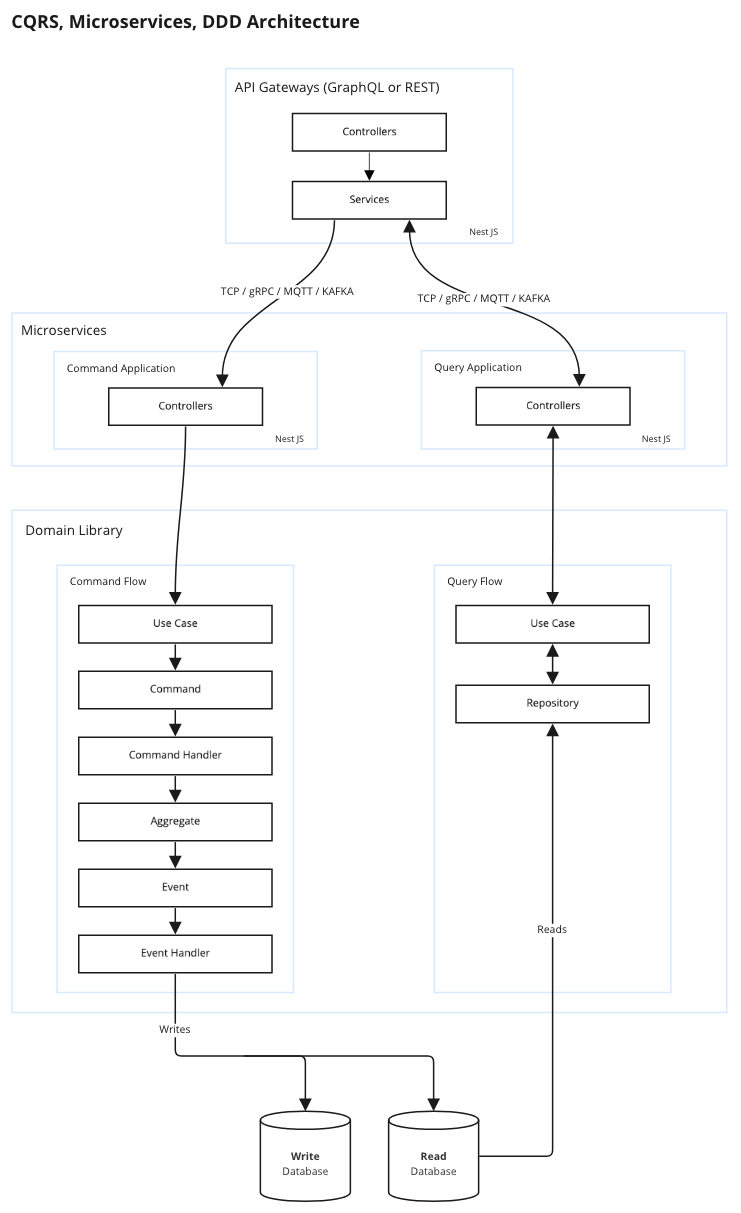 CQRS, Microservices, DDD Architecture
API Gateways (GraphQL or REST)
Controllers
Services
Nest JS
TCP / gRPC / MQTT / KAFKA
TCP / gRPC / MQTT / KAFKA
Microservices
Command Application
Controllers
Nest JS
Query Application
Controllers
Nest JS
Domain Library
Command Flow
Use Case
Command
Command Handler
Aggregate
Event
Event Handler
Query Flow
Use Case
Repository
Reads
Writes
Write
Database
Read
Database